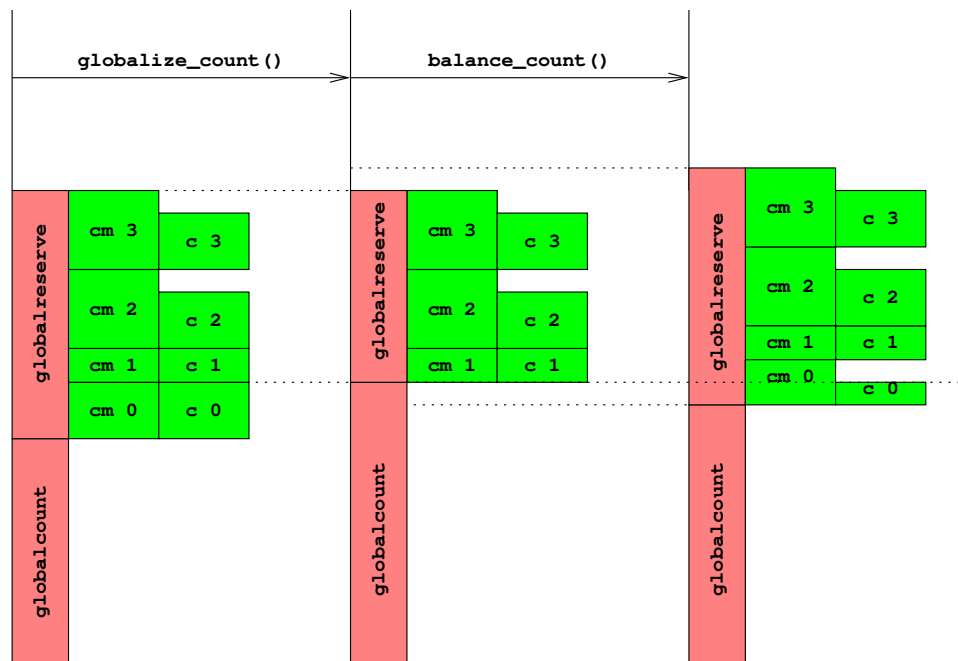 globalize_count()
balance_count()
globalreserve
globalcount
cm 3
c 3
cm 2
c 2
cm 1
c 1
cm 0
c 0
globalreserve
globalcount
cm 3
c 3
cm 2
c 2
cm 1
c 1
globalreserve
globalcount
cm 3
c 3
cm 2
c 2
cm 1
c 1
cm 0
c 0